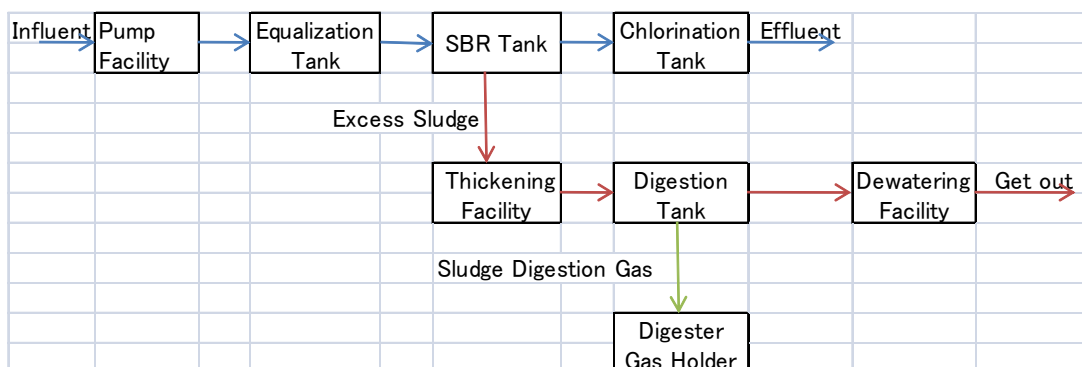 Influent
Pump
Facility
Equalization
Tank
SBR Tank
Chlorination
Tank
Effluent
Excess Sludge
Thickening
Facility
Digestion
Tank
Dewatering
Facility
Get out
Sludge Digestion Gas
Digester
Gas Holder